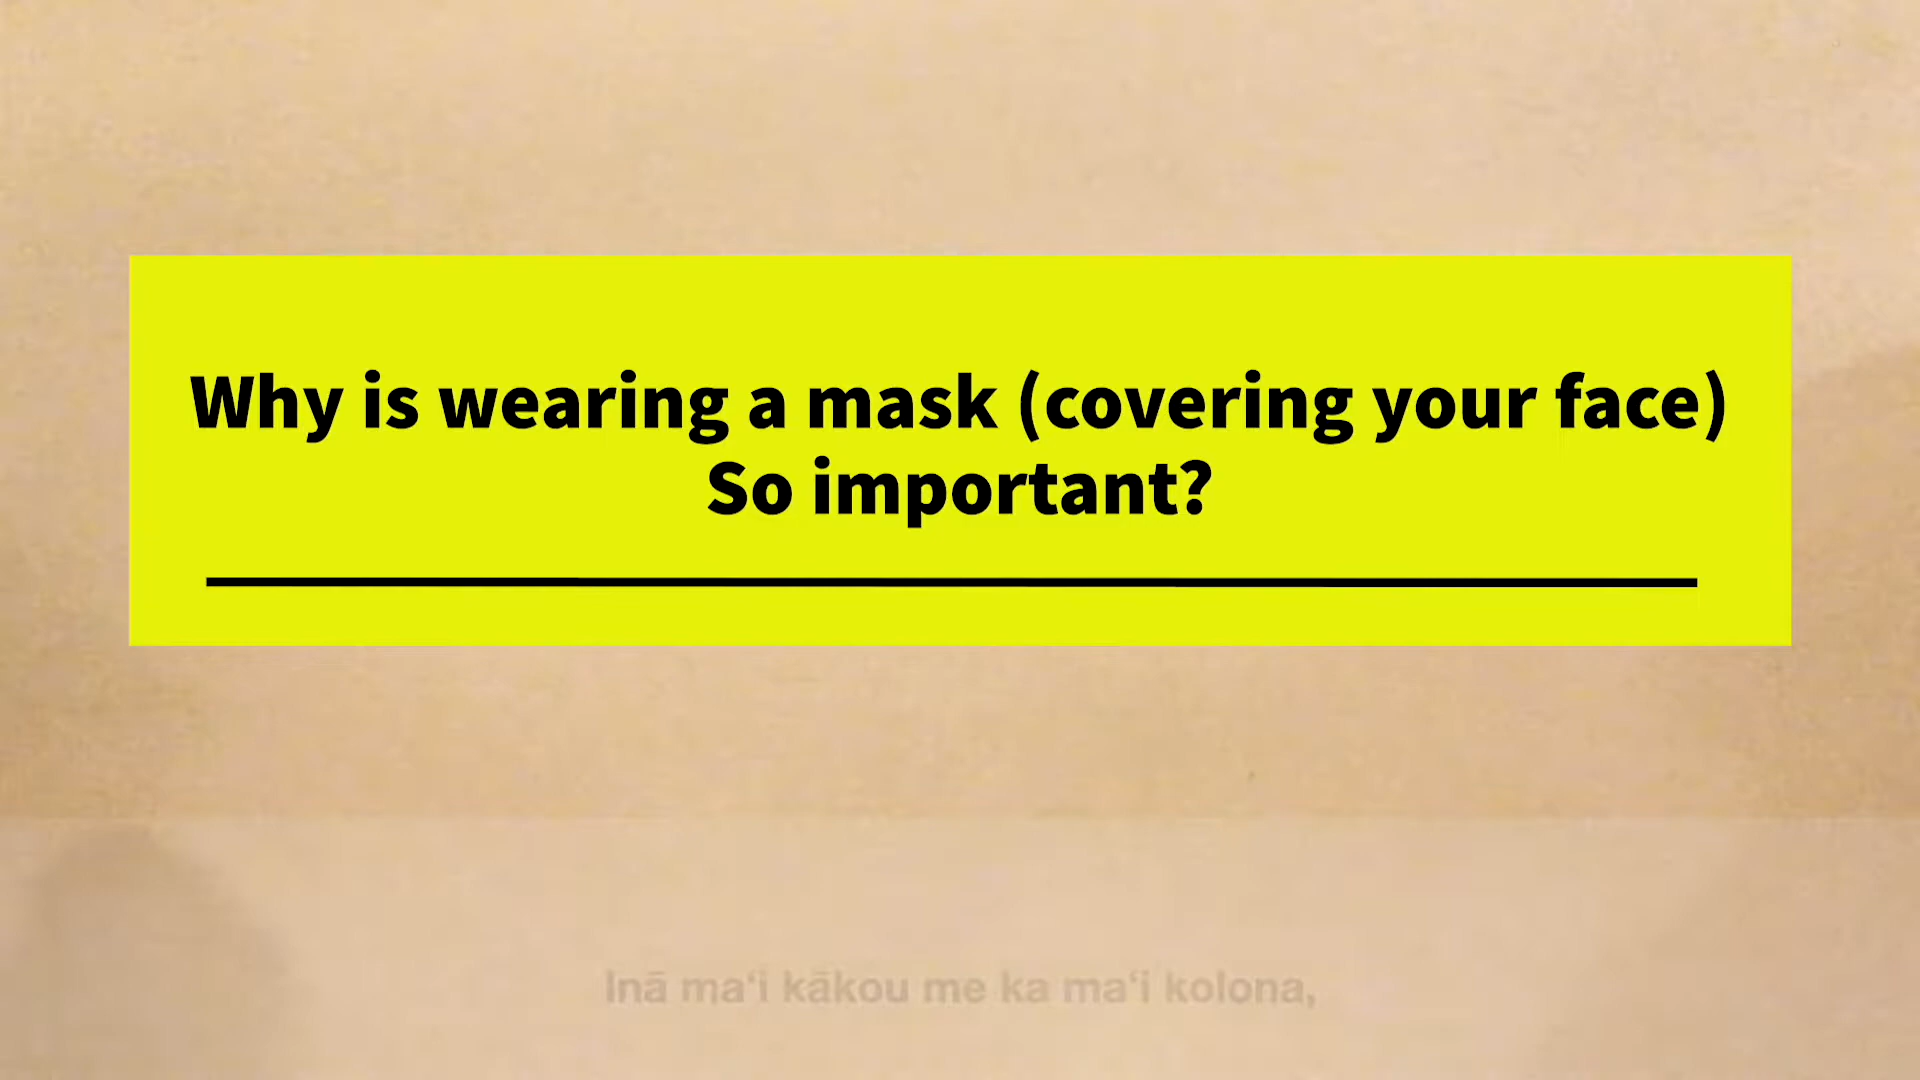 Why is wearing a mask (covering your face)
So important?
Inā maʻi kākou me ka maʻi kolona,